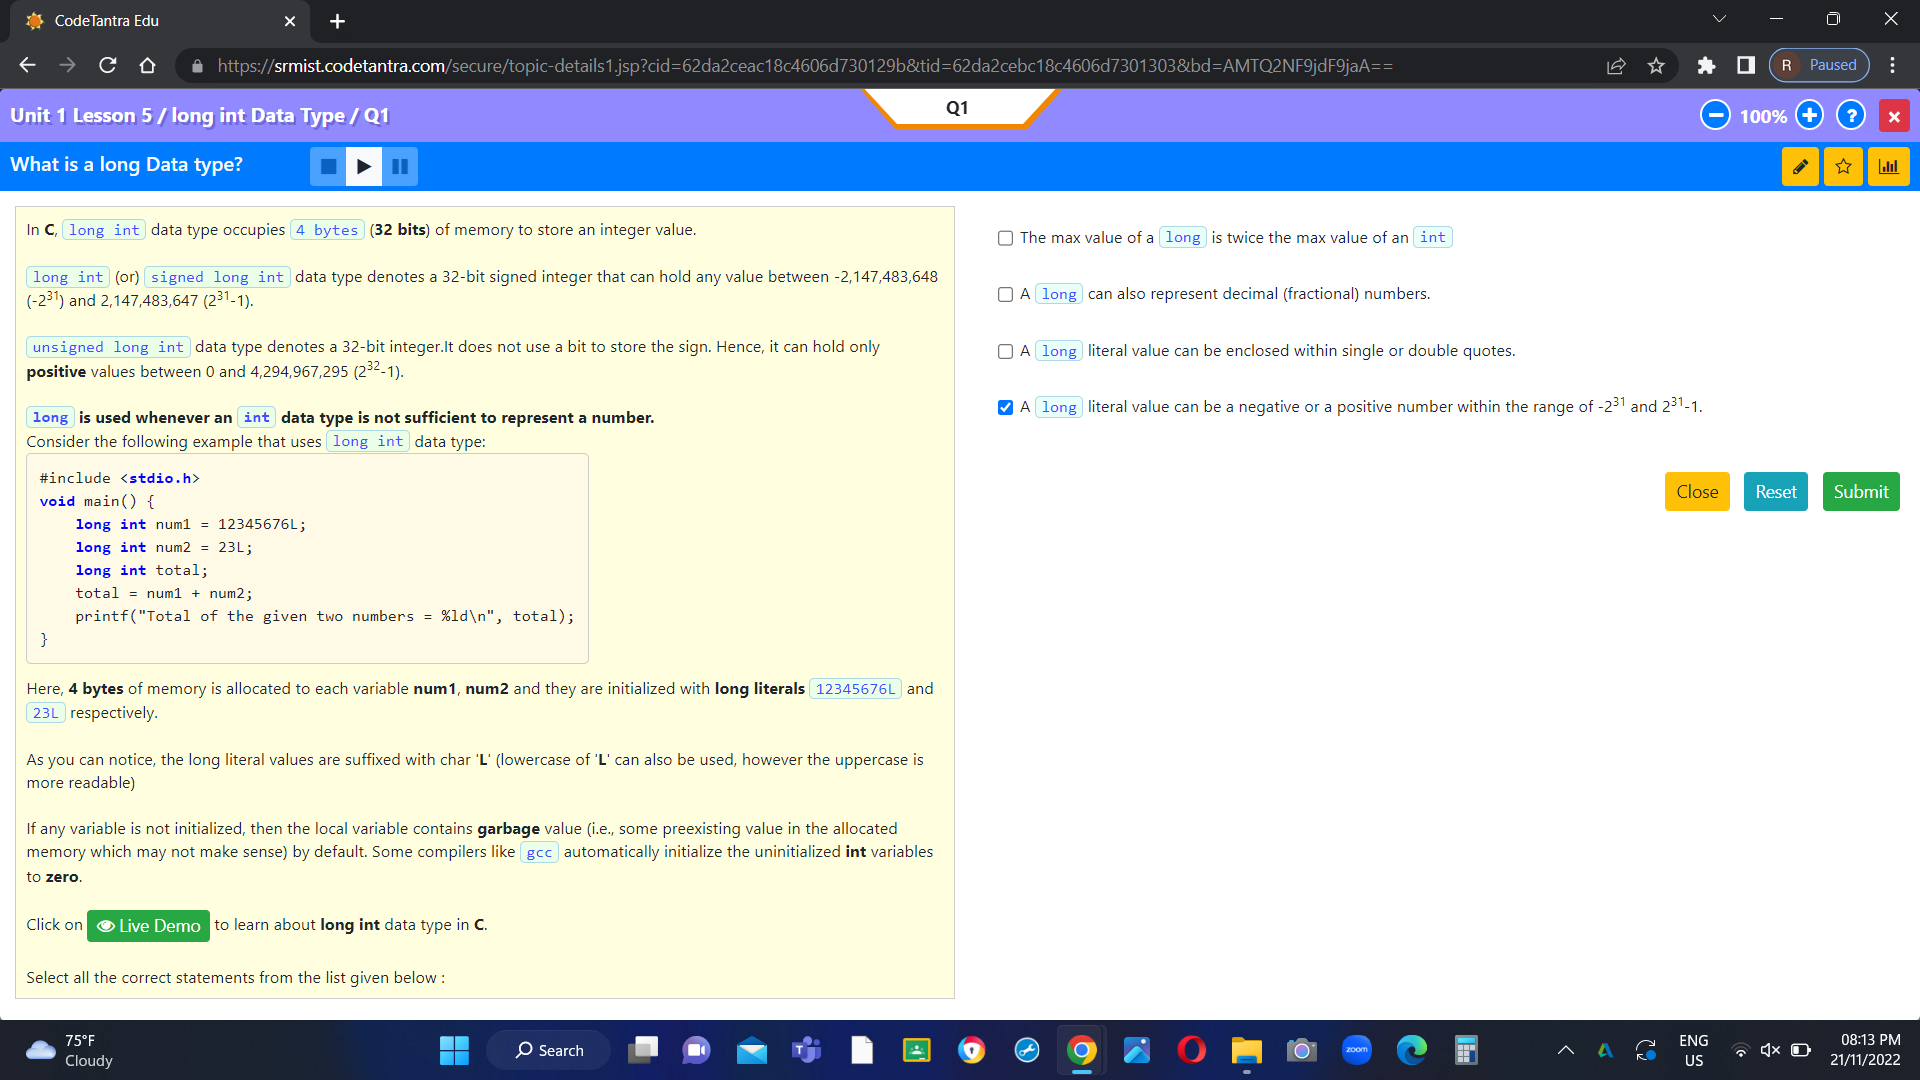 CodeTantra Edu
https://srmist.codetantra.com/secure/topic-details1.jsp?cid=62da2ceac18c4606d730129b&tid=62da2cebc18c4606d7301303&bd=AMTQ2NF9jdF9jaA==
R Paused
Unit 1 Lesson 5 / long int Data Type / Q1
Q1
100%
?
What is a long Data type?
In C, long int data type occupies 4 bytes (32 bits) of memory to store an integer value.
long int (or) signed long int data type denotes a 32-bit signed integer that can hold any value between -2,147,483,648
(-2³¹) and 2,147,483,647 (2³¹-1).
unsigned long int data type denotes a 32-bit integer.It does not use a bit to store the sign. Hence, it can hold only
positive values between 0 and 4,294,967,295 (2³²-1).
long is used whenever an int data type is not sufficient to represent a number.
Consider the following example that uses long int data type:
#include <stdio.h>
void main() {
    long int num1 = 12345676L;
    long int num2 = 23L;
    long int total;
    total = num1 + num2;
    printf("Total of the given two numbers = %ld\n", total);
}
Here, 4 bytes of memory is allocated to each variable num1, num2 and they are initialized with long literals 12345676L and
23L respectively.
As you can notice, the long literal values are suffixed with char 'L' (lowercase of 'L' can also be used, however the uppercase is
more readable)
If any variable is not initialized, then the local variable contains garbage value (i.e., some preexisting value in the allocated
memory which may not make sense) by default. Some compilers like gcc automatically initialize the uninitialized int variables
to zero.
Click on Live Demo to learn about long int data type in C.
Select all the correct statements from the list given below :
The max value of a long is twice the max value of an int
A long can also represent decimal (fractional) numbers.
A long literal value can be enclosed within single or double quotes.
A long literal value can be a negative or a positive number within the range of -2³¹ and 2³¹-1.
Close Reset Submit
75°F
Cloudy
Search
zoom
ENG
US
08:13 PM
21/11/2022